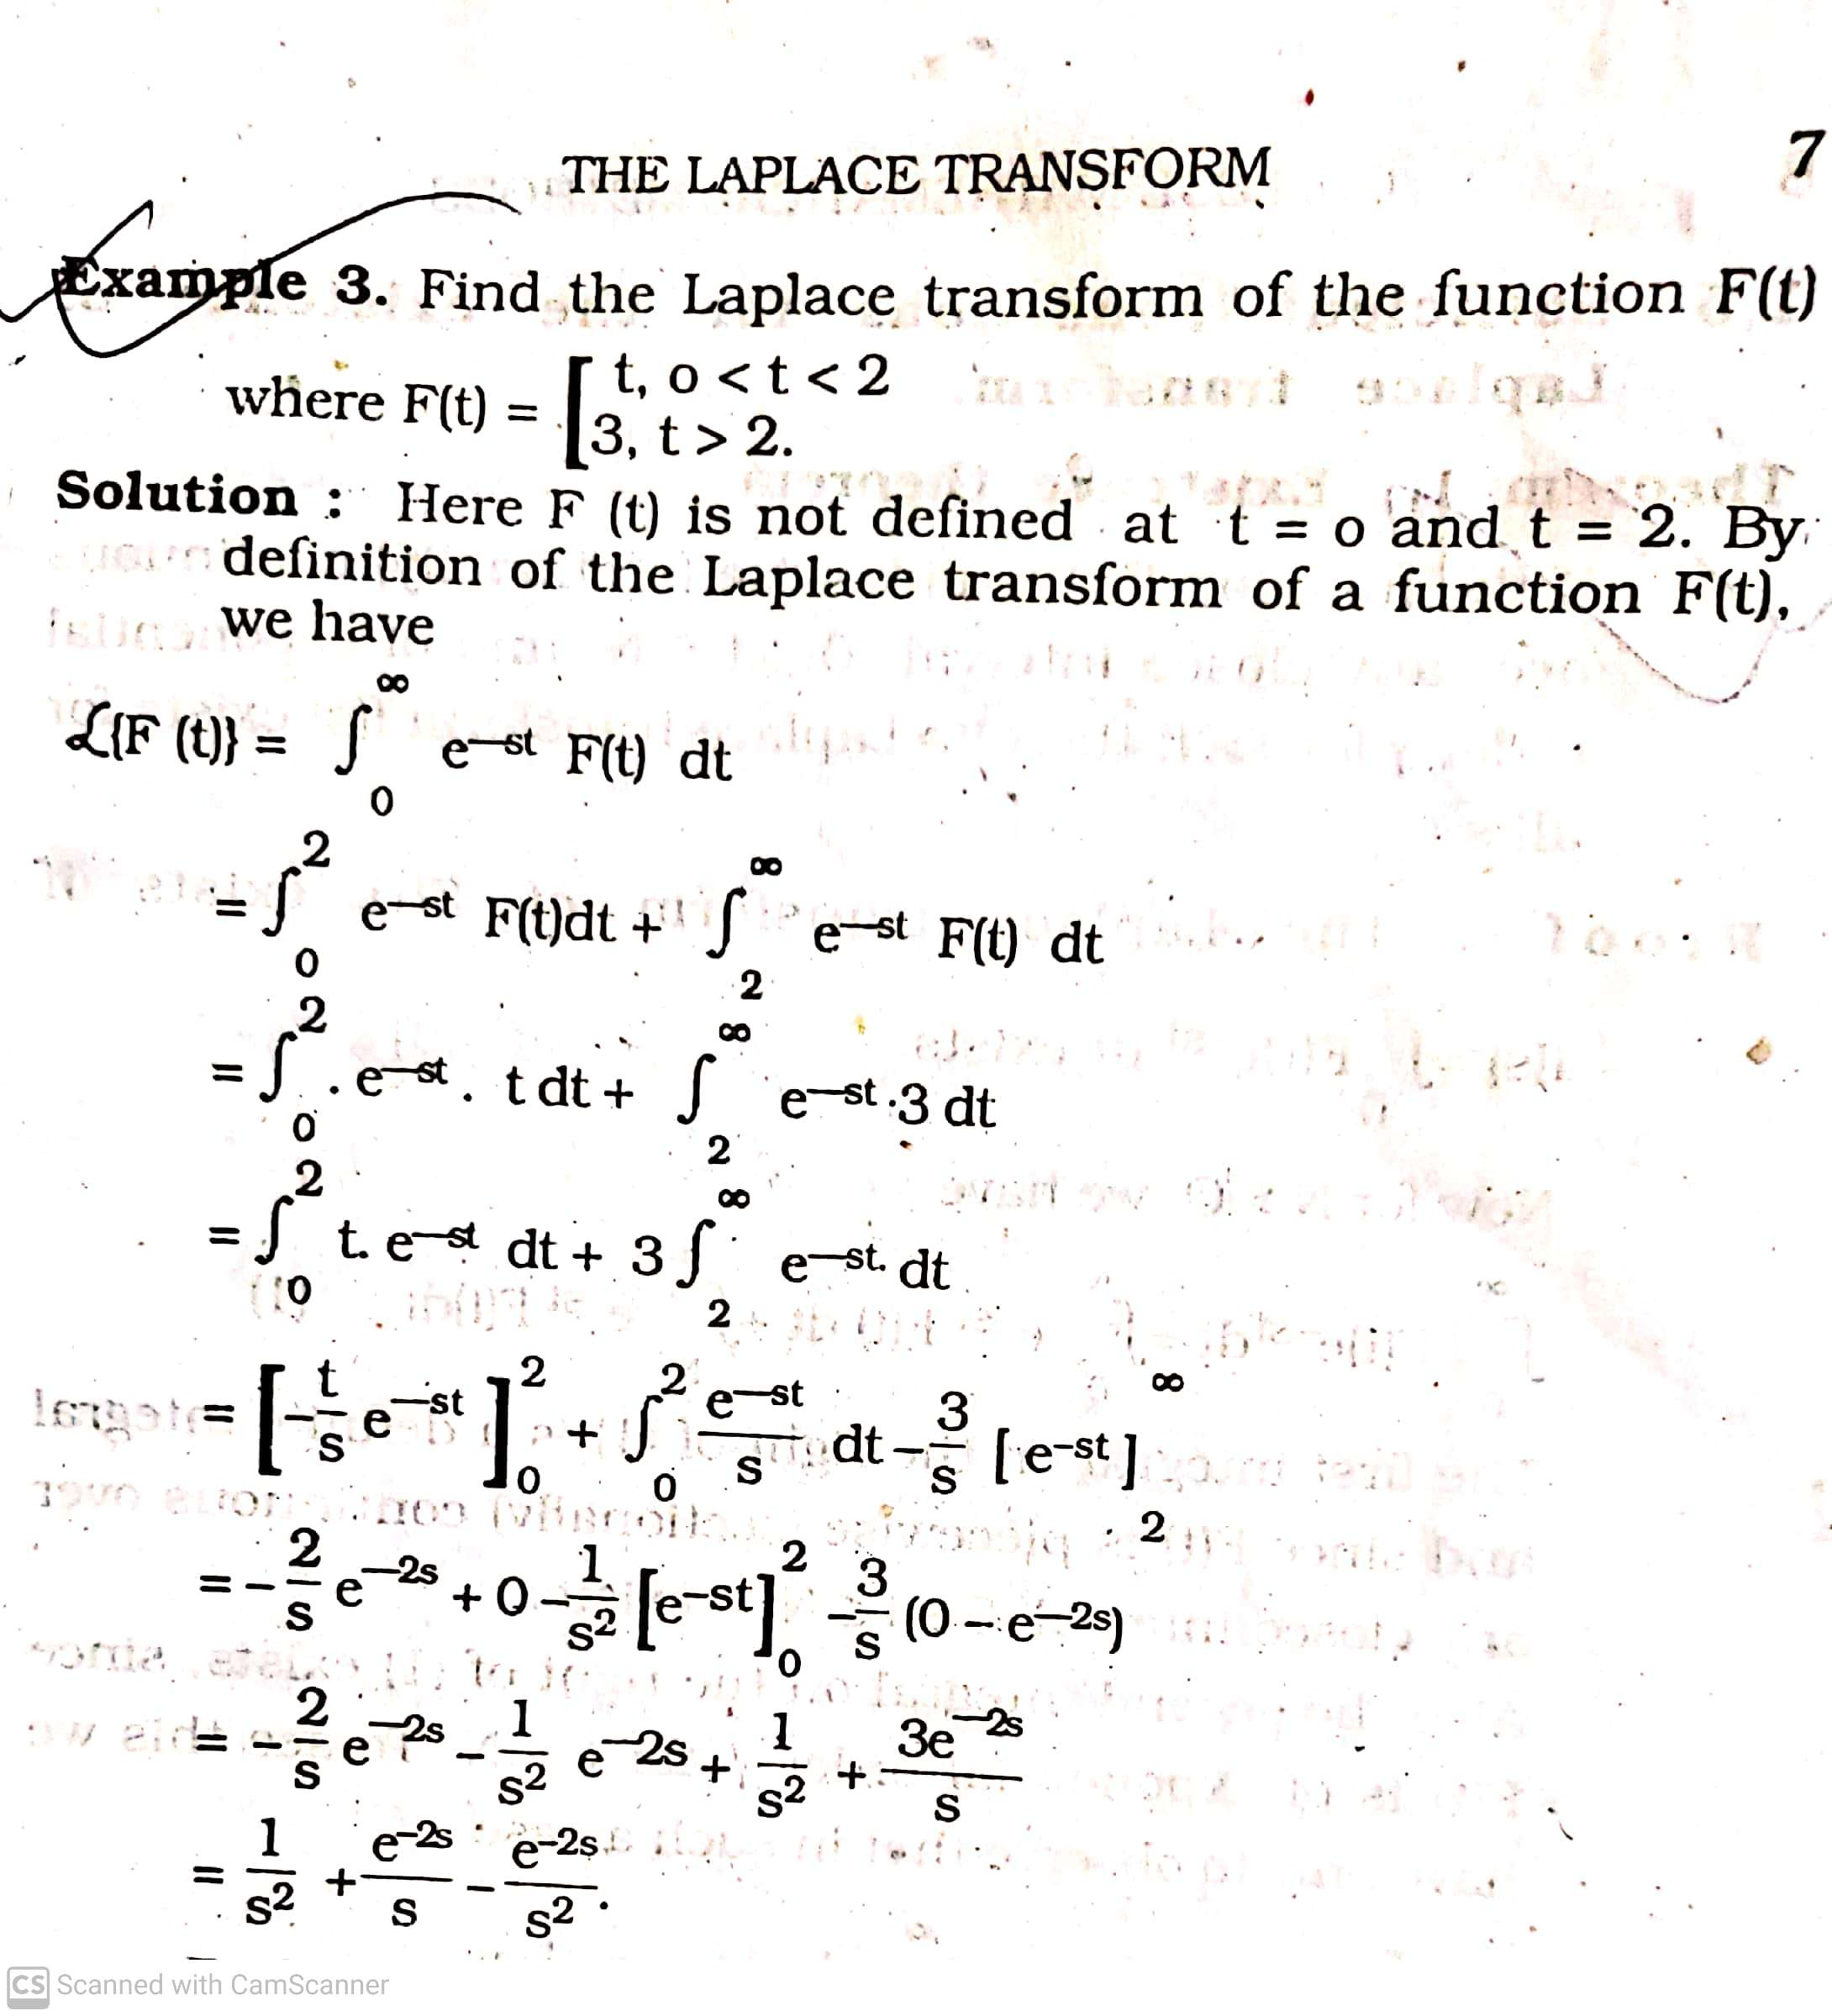 THE LAPLACE TRANSFORM 7
Example 3. Find the Laplace transform of the function F(t)
where F(t) = [ t, o < t < 2
3, t > 2.
Solution : Here F (t) is not defined at t = o and t = 2. By
definition of the Laplace transform of a function F(t),
we have
ℒ{F (t)} = ∫₀^∞ e^—st F(t) dt
= ∫₀² e^—st F(t)dt + ∫₂^∞ e^—st F(t) dt
= ∫₀² . e^—st . t dt + ∫₂^∞ e^—st .3 dt
= ∫₀² t. e^—st dt + 3 ∫₂^∞ e^—st. dt
= [ – t/s e^—st ]₀² + ∫₀² e^—st/s dt – 3/s [ e^–st ]₂^∞
= – 2/s e^—2s + 0 – 1/s² [e^–st]₀² – 3/s (0 – e^—2s)
= – 2/s e^—2s – 1/s² e^—2s + 1/s² + 3e^—2s/s
= 1/s² + e^–2s/s – e^–2s/s² .
CS Scanned with CamScanner